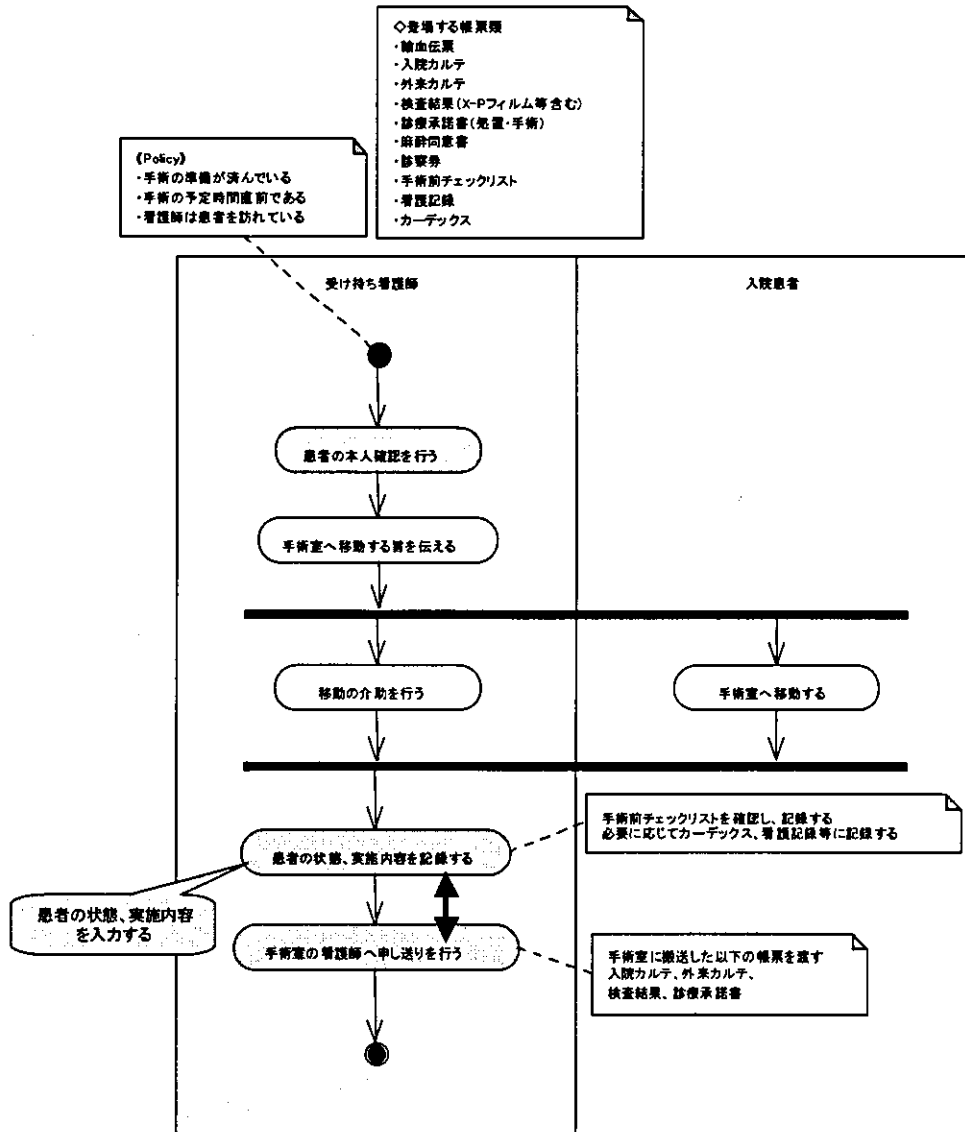 ◇登場する帳票類
・輸血伝票
・入院カルテ
・外来カルテ
・検査結果(X-Pフィルム等含む)
・診療承諾書(処置・手術)
・麻酔同意書
・診察券
・手術前チェックリスト
・看護記録
・カーデックス
《Policy》
・手術の準備が済んでいる
・手術の予定時間直前である
・看護師は患者を訪れている
受け持ち看護師
入院患者
患者の本人確認を行う
手術室へ移動する旨を伝える
移動の介助を行う
手術室へ移動する
手術前チェックリストを確認し、記録する
必要に応じてカーデックス、看護記録等に記録する
患者の状態、実施内容を記録する
患者の状態、実施内容
を入力する
手術室の看護師へ申し送りを行う
手術室に搬送した以下の帳票を渡す
入院カルテ、外来カルテ、
検査結果、診療承諾書